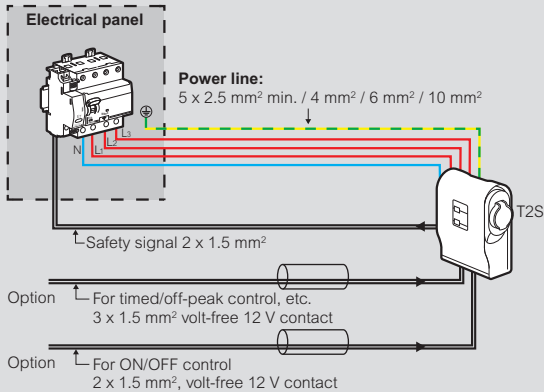 Electrical panel
Power line:
5 x 2.5 mm² min. / 4 mm² / 6 mm² / 10 mm²
L3
L2
L1
N
T2S
Safety signal 2 x 1.5 mm²
Option
For timed/off-peak control, etc.
3 x 1.5 mm² volt-free 12 V contact
Option
For ON/OFF control
2 x 1.5 mm², volt-free 12 V contact